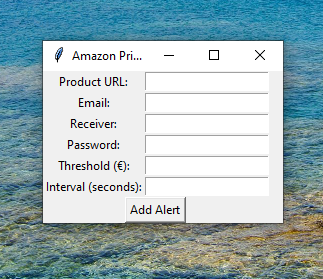 Amazon Pri...
Product URL:
Email:
Receiver:
Password:
Threshold (€):
Interval (seconds):
Add Alert